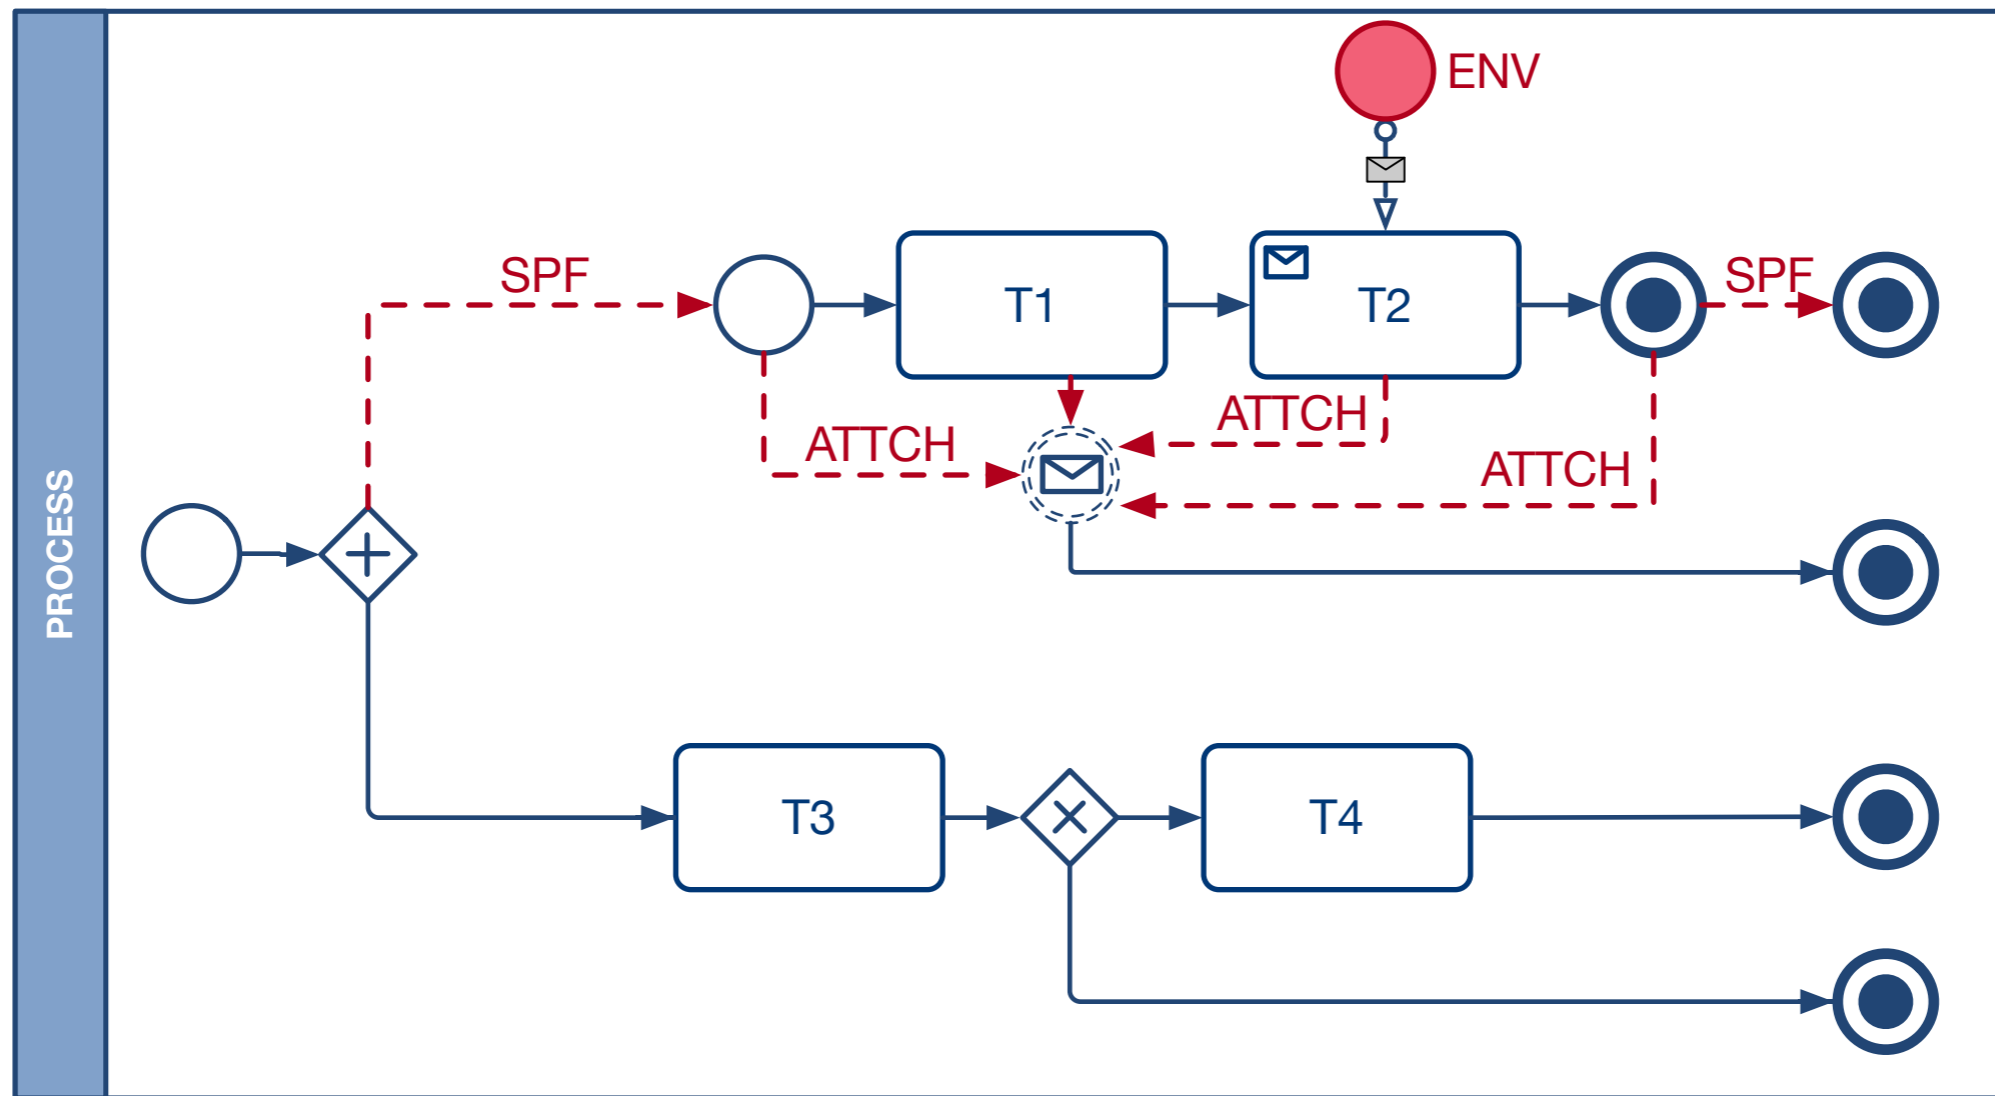 PROCESS
ENV
SPF
T1
T2
SPF
ATTCH
ATTCH
ATTCH
T3
T4